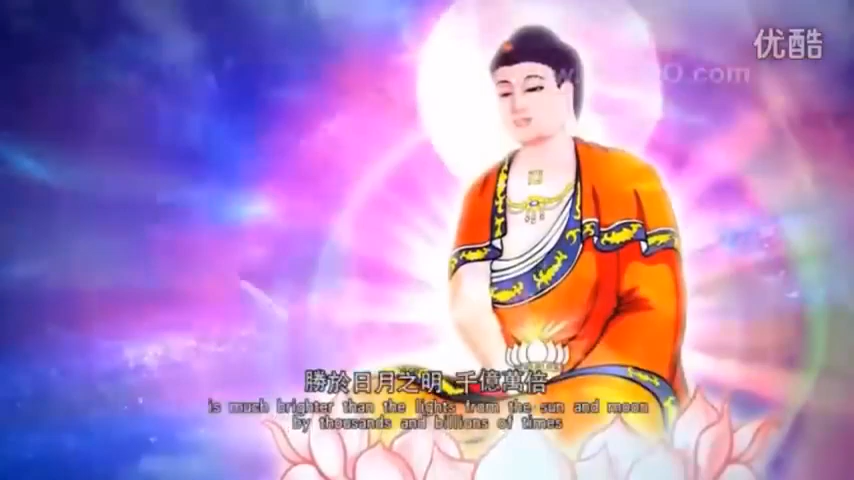 优酷
O.com
勝於日月之明 千億萬倍
is much brighter than the lights from the sun and moon
by thousands and billions of times